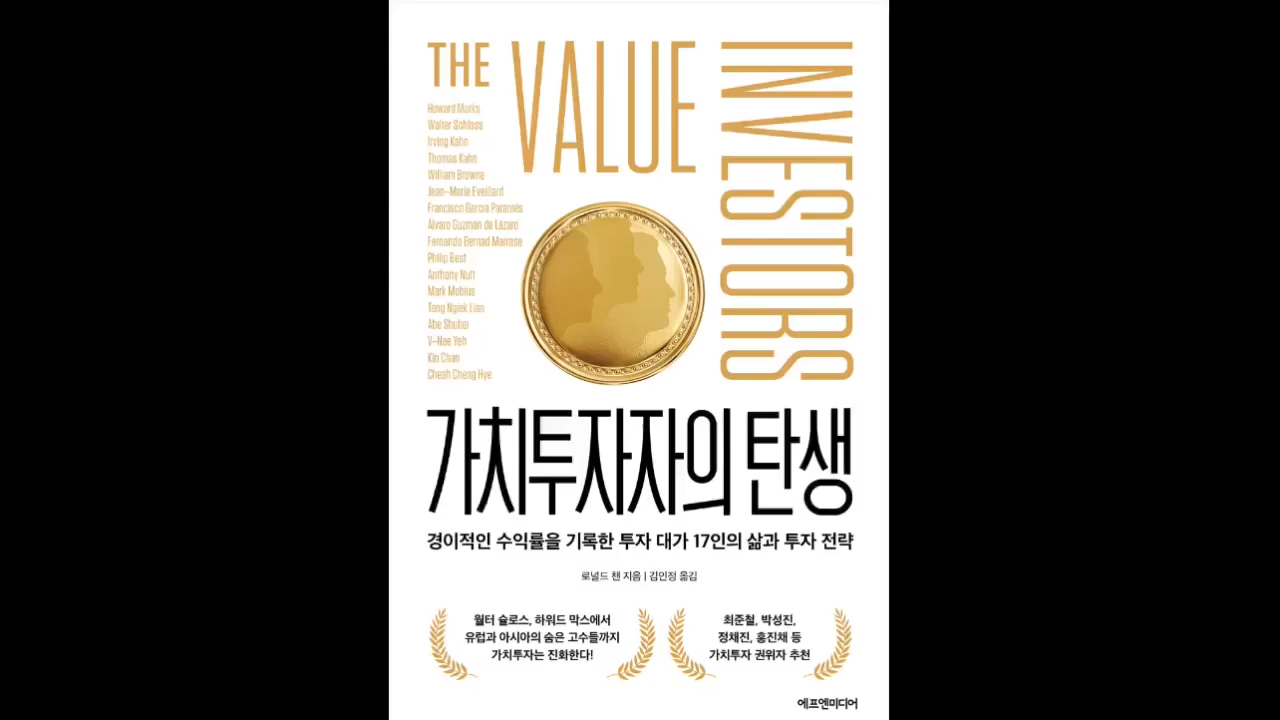 THE VALUE INVESTORS
Howard Marks
Walter Schloss
Irving Kahn
Thomas Kahn
William Browne
Jean-Marie Eveillard
Francisco García Paramés
Álvaro Guzmán de Lázaro
Fernando Bernad Marrase
Philip Best
Anthony Nutt
Mark Mobius
Teng Ngiek Lian
Abe Shuhei
V-Nee Yeh
Kin Chan
Cheah Cheng Hye
가치투자자의 탄생
경이적인 수익률을 기록한 투자 대가 17인의 삶과 투자 전략
로널드 챈 지음 | 김인정 옮김
월터 슐로스, 하워드 막스에서
유럽과 아시아의 숨은 고수들까지
가치투자는 진화한다!
최준철, 박성진,
정채진, 홍진채 등
가치투자 권위자 추천
에프엔미디어